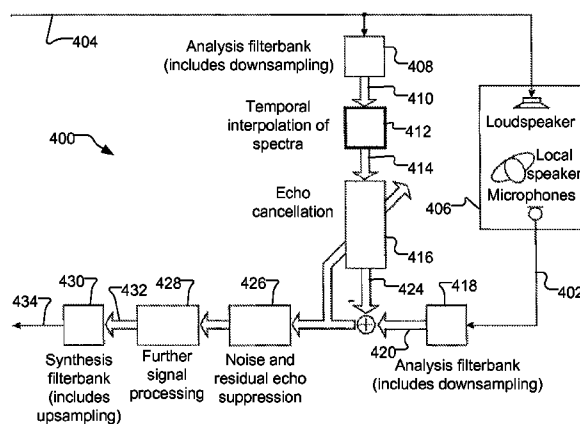 404
Analysis filterbank
(includes downsampling)
408
410
Temporal
interpolation of
spectra
412
414
400
Echo
cancellation
416
424
Loudspeaker
Local
speaker
Microphones
406
402
434
430
432
428
426
-
418
420
Synthesis
filterbank
(includes
upsampling)
Further
signal
processing
Noise and
residual echo
suppression
Analysis filterbank
(includes downsampling)